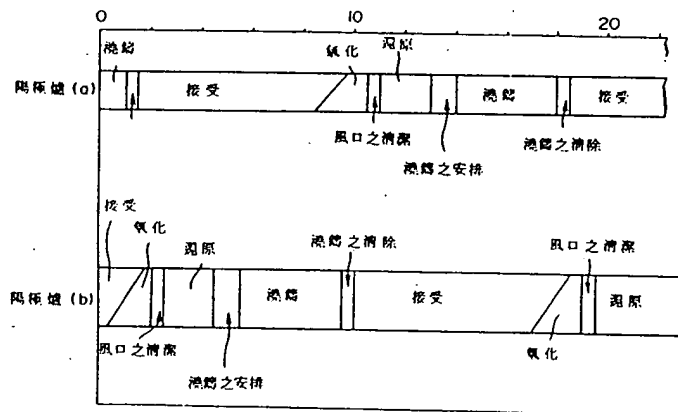 0 10 20
澆鑄 氧化 還原
陽極爐(a) 接受 澆鑄 接受
風口之清潔 澆鑄之清除
澆鑄之安排
接受 氧化 還原 澆鑄之清除 風口之清潔
陽極爐(b) 澆鑄 接受 還原
風口之清潔 氧化
澆鑄之安排